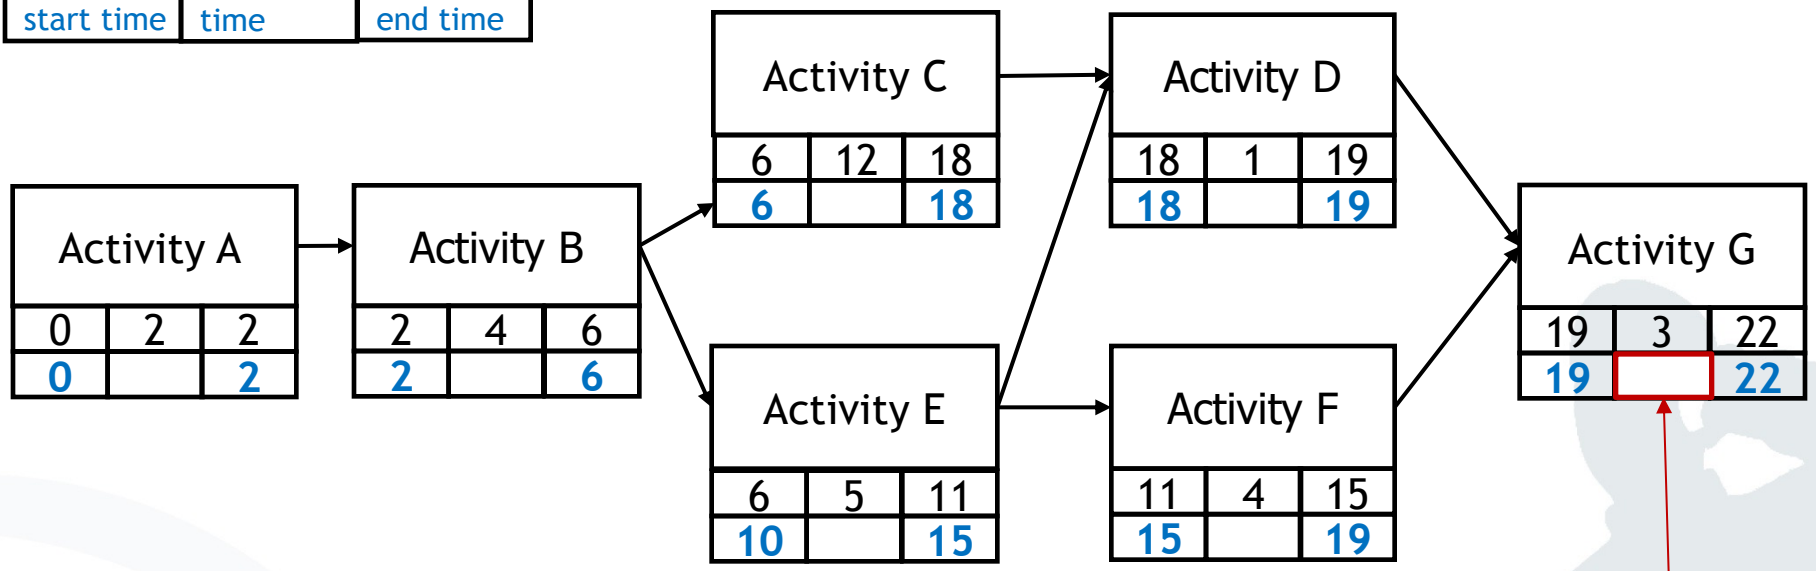 start time time end time
Activity C
6 12 18
6 18
Activity D
18 1 19
18 19
Activity A
0 2 2
0 2
Activity B
2 4 6
2 6
Activity E
6 5 11
10 15
Activity F
11 4 15
15 19
Activity G
19 3 22
19 22